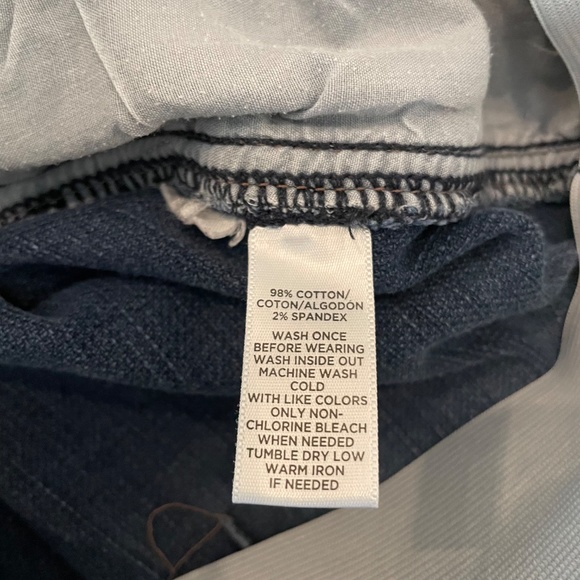 98% COTTON/
COTON/ALGODÓN
2% SPANDEX
WASH ONCE
BEFORE WEARING
WASH INSIDE OUT
MACHINE WASH
COLD
WITH LIKE COLORS
ONLY NON-
CHLORINE BLEACH
WHEN NEEDED
TUMBLE DRY LOW
WARM IRON
IF NEEDED